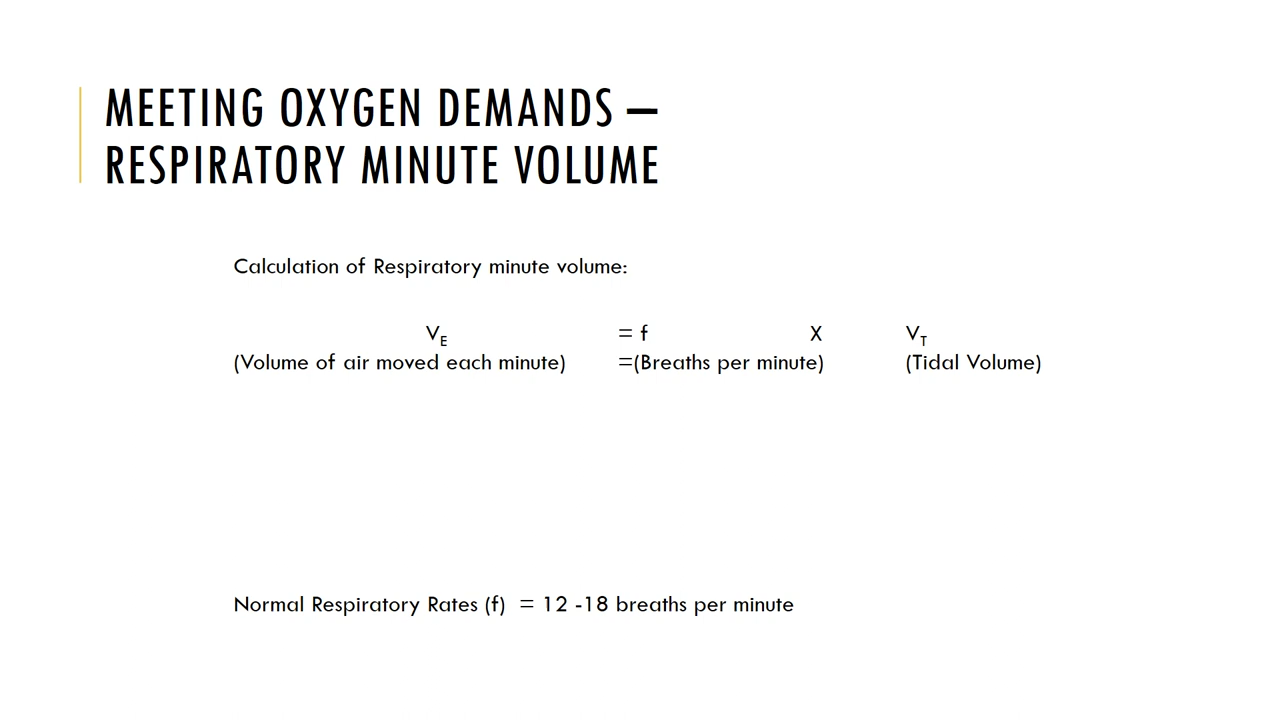 MEETING OXYGEN DEMANDS –
RESPIRATORY MINUTE VOLUME
Calculation of Respiratory minute volume:
VE = f X VT
(Volume of air moved each minute) =(Breaths per minute) (Tidal Volume)
Normal Respiratory Rates (f) = 12 -18 breaths per minute